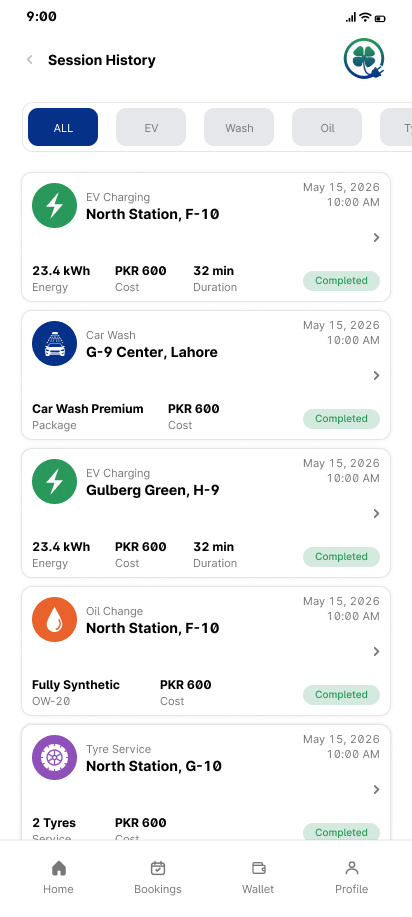 9:00
Session History
ALL
EV
Wash
Oil
EV Charging
North Station, F-10
May 15, 2026
10:00 AM
23.4 kWh
PKR 600
32 min
Energy
Cost
Duration
Completed
Car Wash
G-9 Center, Lahore
May 15, 2026
10:00 AM
Car Wash Premium
PKR 600
Package
Cost
Completed
EV Charging
Gulberg Green, H-9
May 15, 2026
10:00 AM
23.4 kWh
PKR 600
32 min
Energy
Cost
Duration
Completed
Oil Change
North Station, F-10
May 15, 2026
10:00 AM
Fully Synthetic
PKR 600
OW-20
Cost
Completed
Tyre Service
North Station, G-10
May 15, 2026
10:00 AM
2 Tyres
PKR 600
Service
Cost
Completed
Home
Bookings
Wallet
Profile